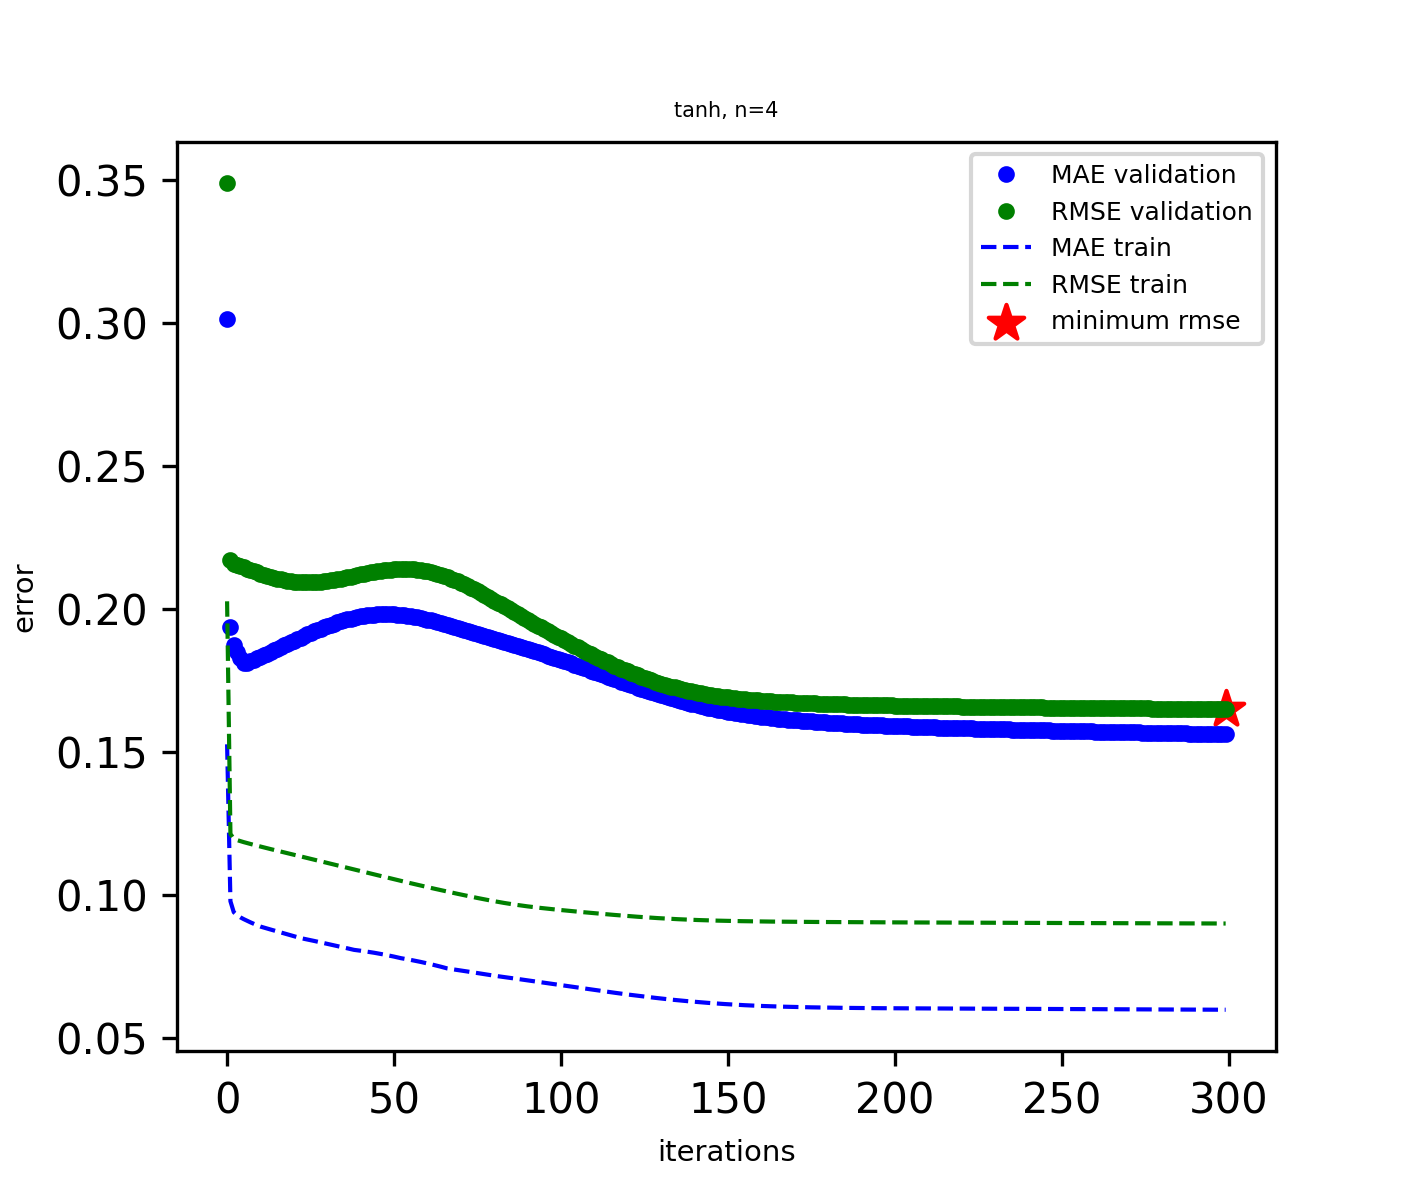 tanh, n=4
MAE validation
RMSE validation
MAE train
RMSE train
minimum rmse
error
0.35
0.30
0.25
0.20
0.15
0.10
0.05
0 50 100 150 200 250 300
iterations